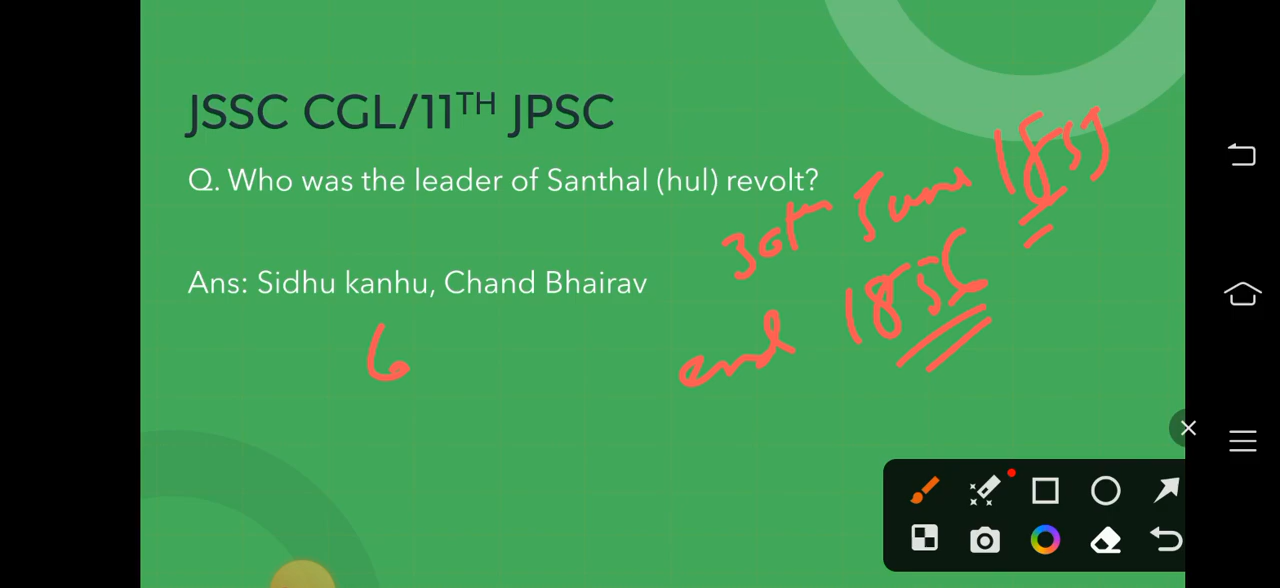 JSSC CGL/11TH JPSC
Q. Who was the leader of Santhal (hul) revolt?
30th June 1855
Ans: Sidhu kanhu, Chand Bhairav
end 1856
6